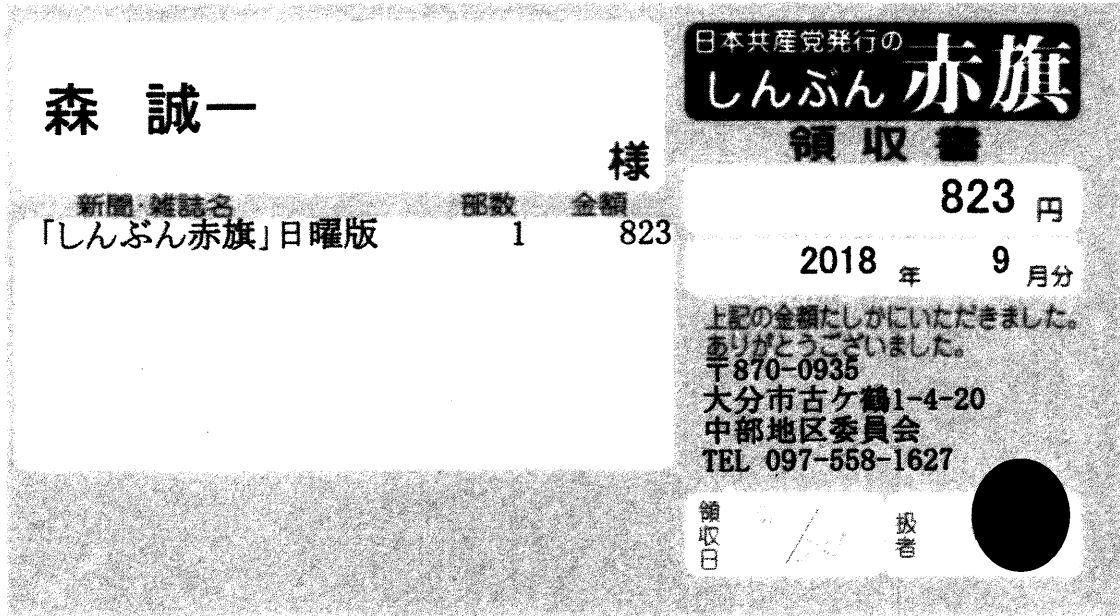 森 誠一
様
新聞・雑誌名 部数 金額
「しんぶん赤旗」日曜版 1 823
日本共産党発行の
しんぶん赤旗
領収書
823 円
2018 年 9 月分
上記の金額たしかにいただきました。
ありがとうございました。
〒870-0935
大分市古ケ鶴1-4-20
中部地区委員会
TEL 097-558-1627
領収日
扱者